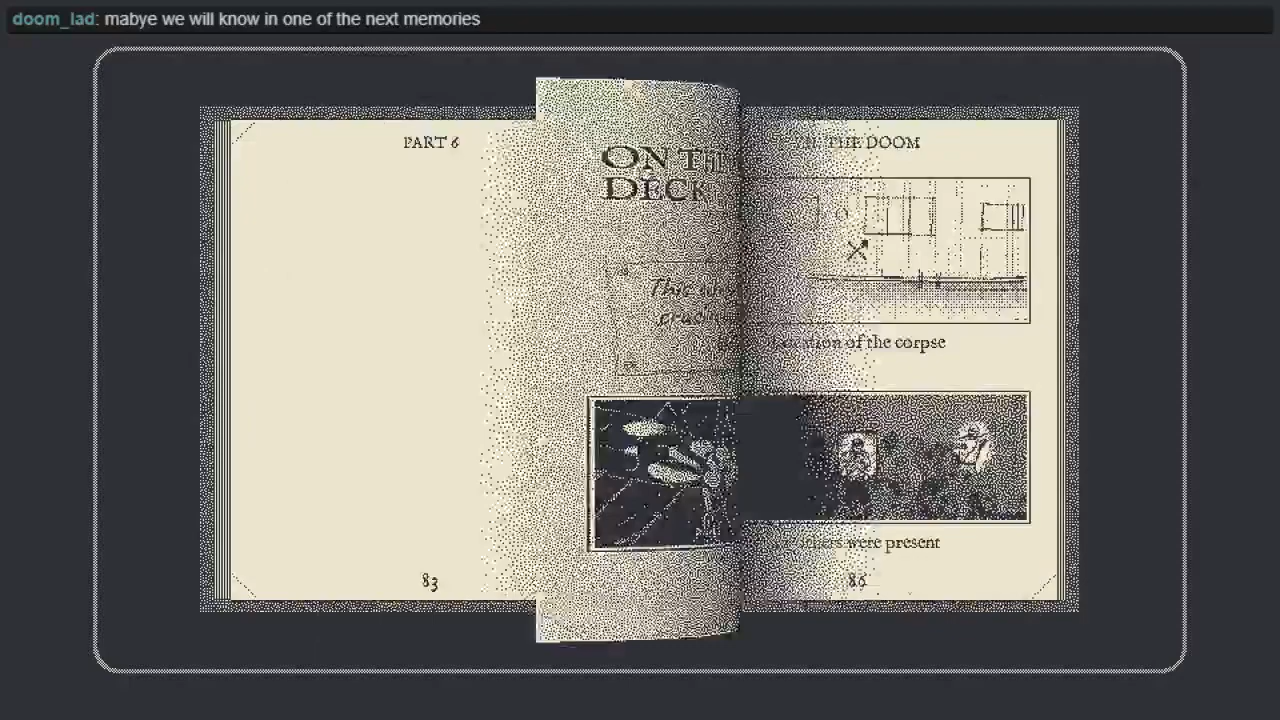 doom_lad: mabye we will know in one of the next memories
PART 6
ON THE
DECK
This
THE DOOM
of the corpse
were present
83
86